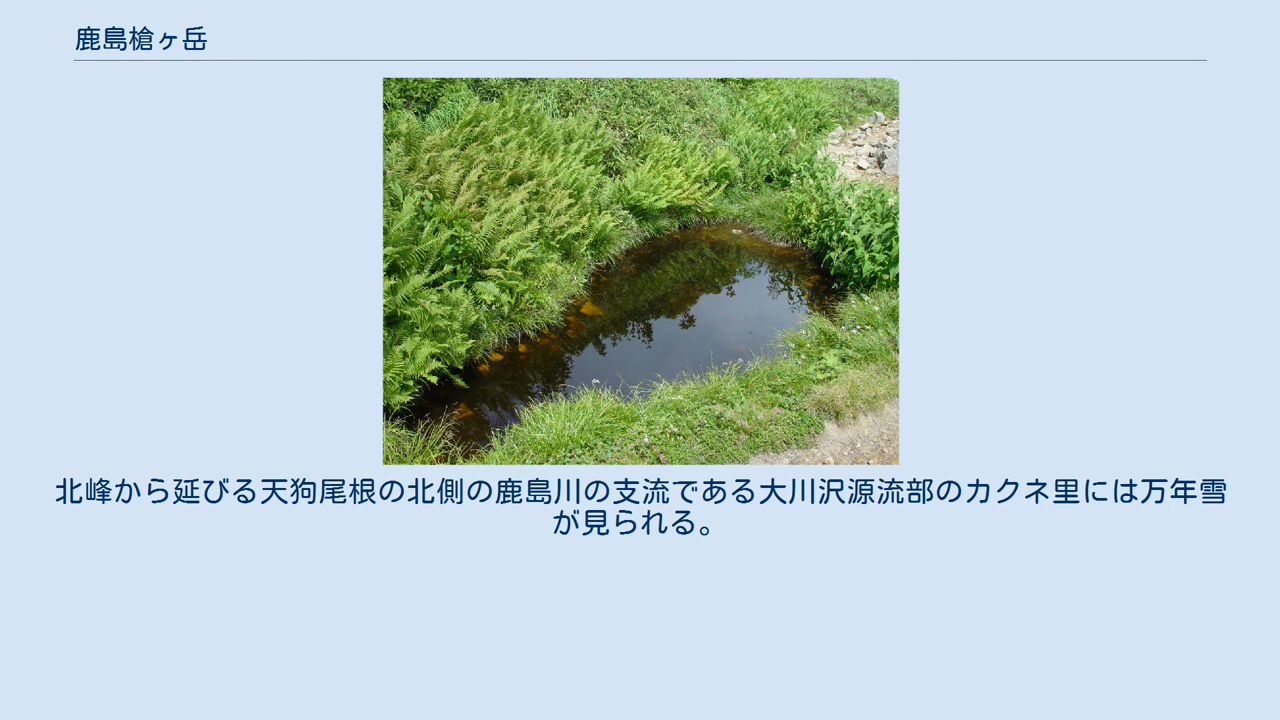 鹿島槍ヶ岳
北峰から延びる天狗尾根の北側の鹿島川の支流である大川沢源流部のカクネ里には万年雪
が見られる。